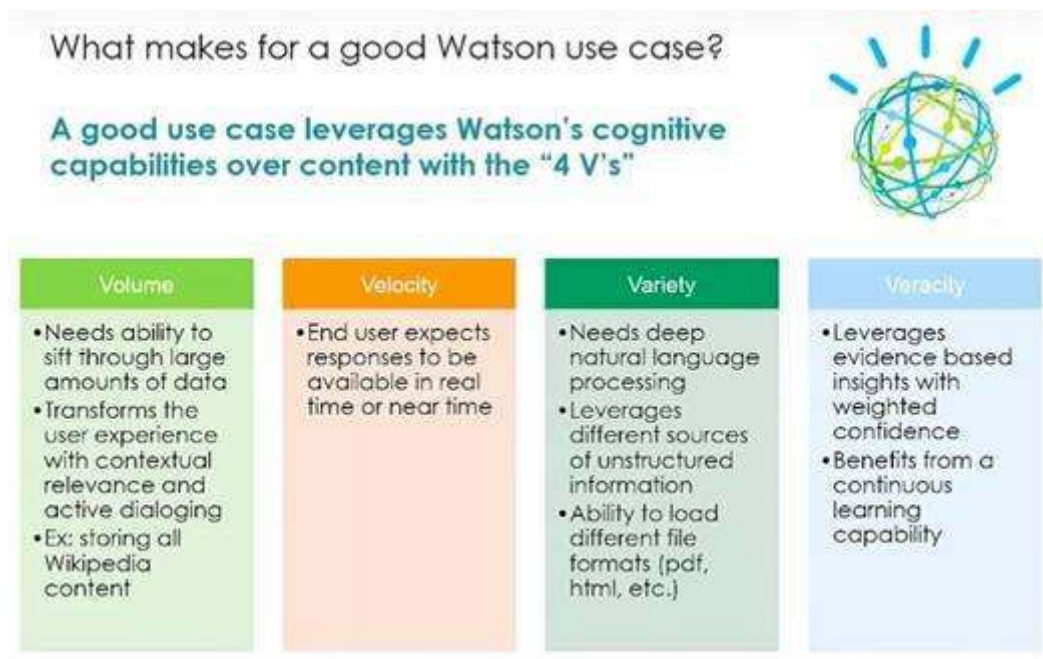 What makes for a good Watson use case?
A good use case leverages Watson's cognitive
capabilities over content with the "4 V's"
Volume
•Needs ability to
sift through large
amounts of data
•Transforms the
user experience
with contextual
relevance and
active dialoging
•Ex: storing all
Wikipedia
content
Velocity
•End user expects
responses to be
available in real
time or near time
Variety
•Needs deep
natural language
processing
•Leverages
different sources
of unstructured
information
•Ability to load
different file
formats (pdf,
html, etc.)
Veracity
•Leverages
evidence based
insights with
weighted
confidence
•Benefits from a
continuous
learning
capability